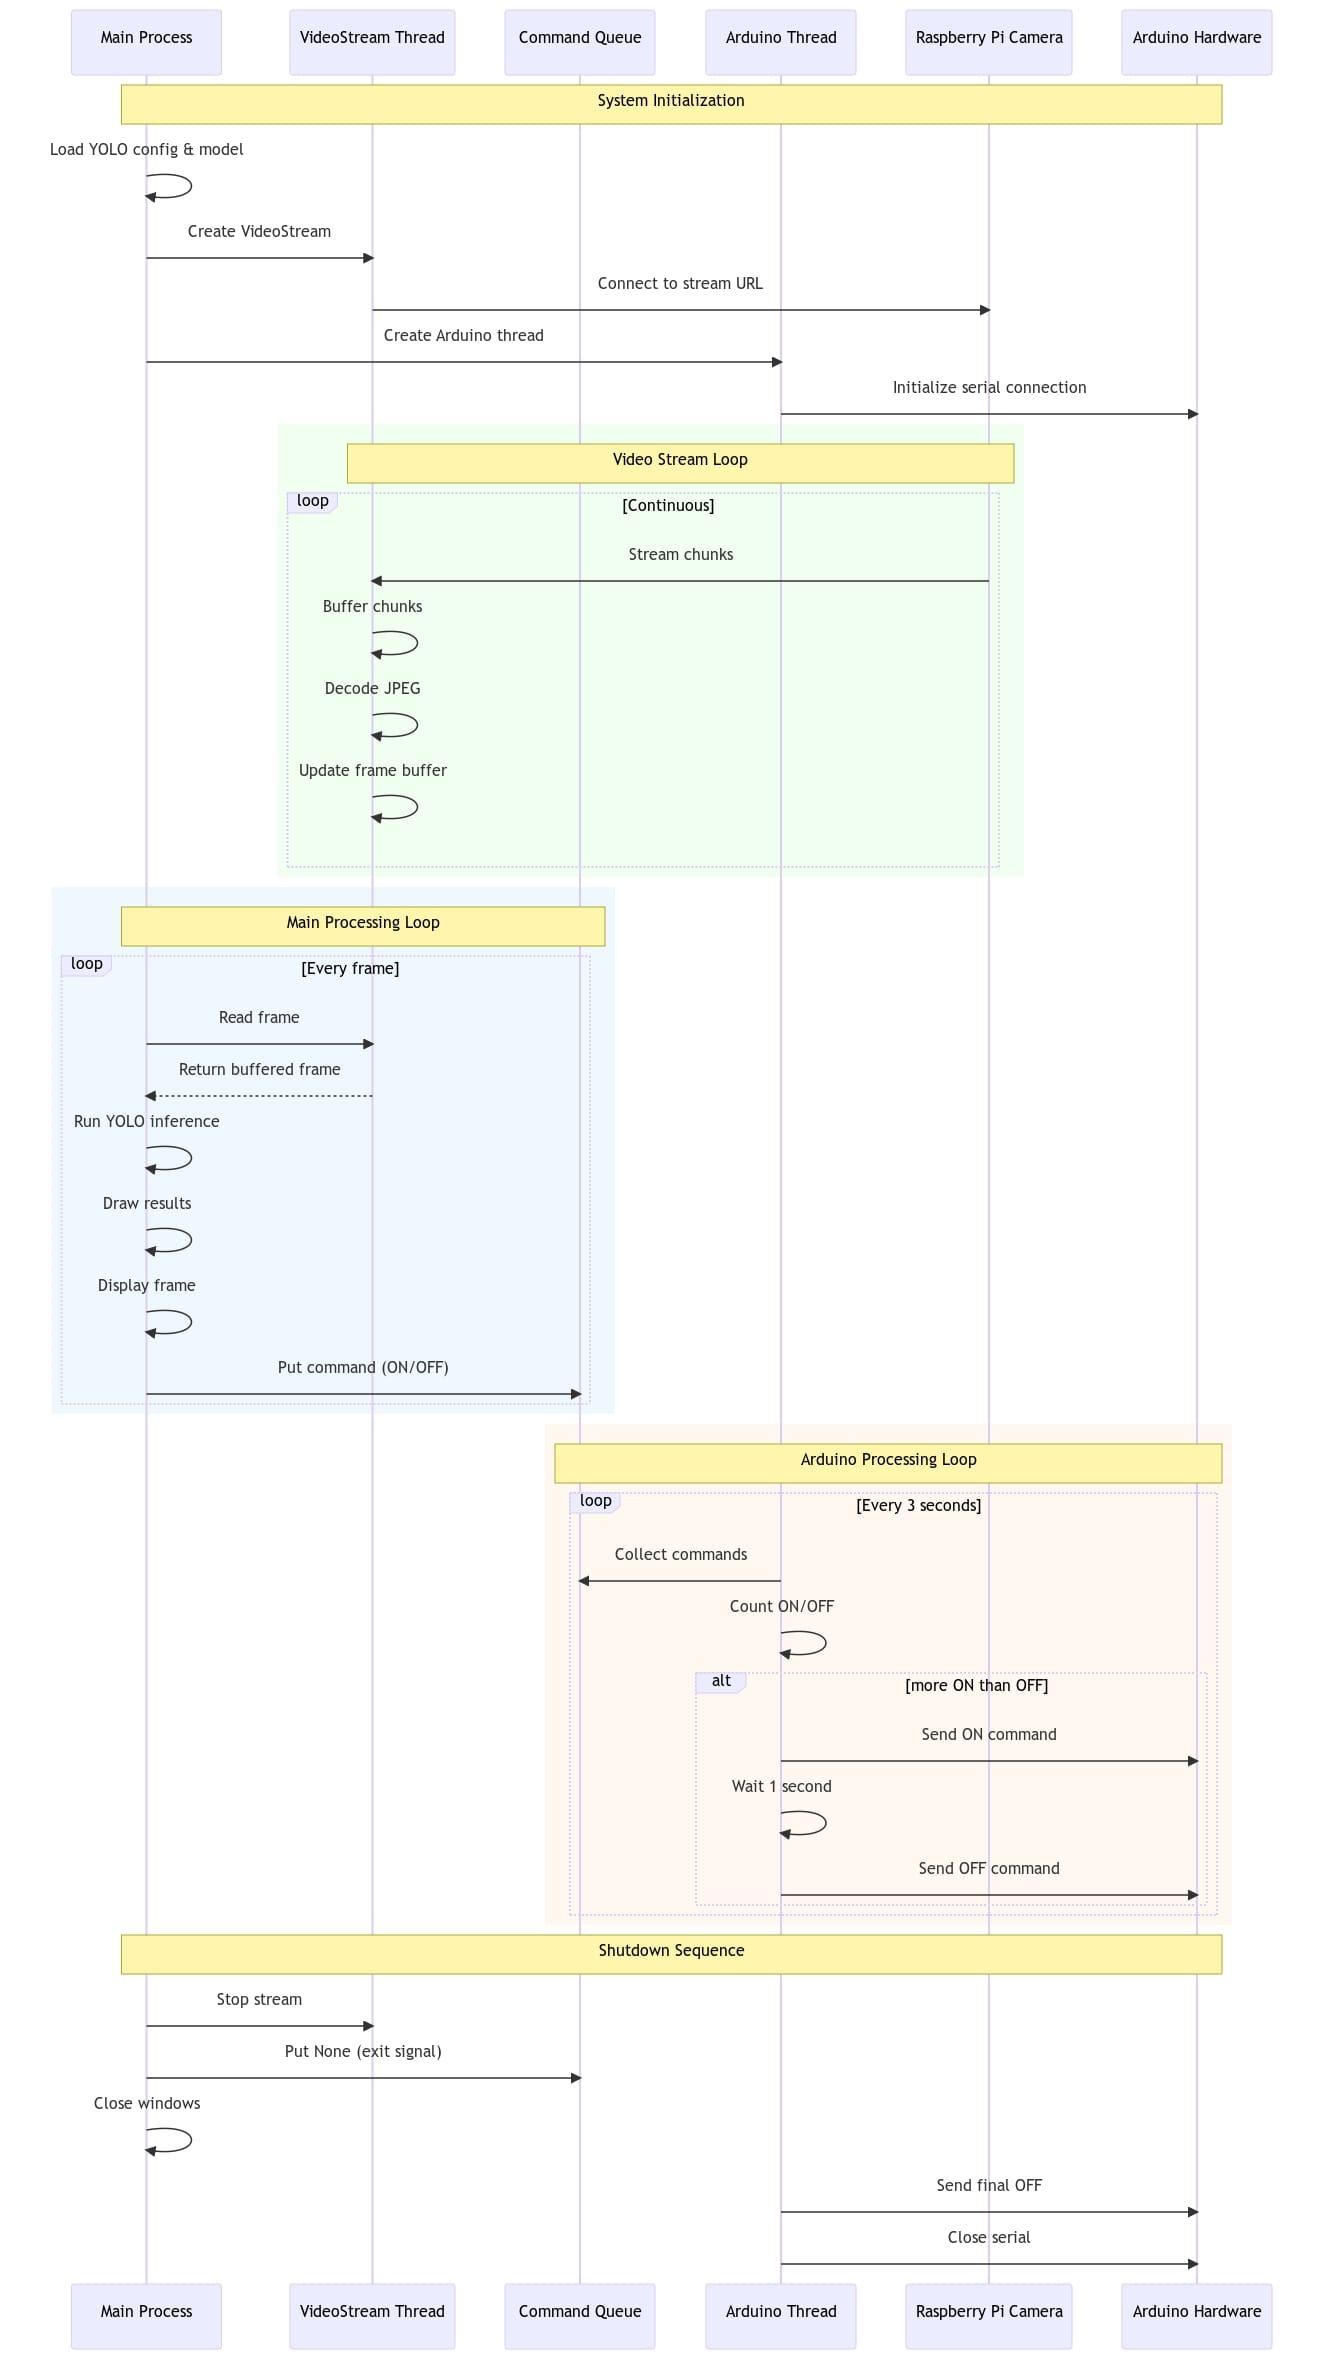 Main Process
VideoStream Thread
Command Queue
Arduino Thread
Raspberry Pi Camera
Arduino Hardware
System Initialization
Load YOLO config & model
Create VideoStream
Connect to stream URL
Create Arduino thread
Initialize serial connection
Video Stream Loop
loop
[Continuous]
Stream chunks
Buffer chunks
Decode JPEG
Update frame buffer
Main Processing Loop
loop
[Every frame]
Read frame
Return buffered frame
Run YOLO inference
Draw results
Display frame
Put command (ON/OFF)
Arduino Processing Loop
loop
[Every 3 seconds]
Collect commands
Count ON/OFF
alt
[more ON than OFF]
Send ON command
Wait 1 second
Send OFF command
Shutdown Sequence
Stop stream
Put None (exit signal)
Close windows
Send final OFF
Close serial
Main Process
VideoStream Thread
Command Queue
Arduino Thread
Raspberry Pi Camera
Arduino Hardware